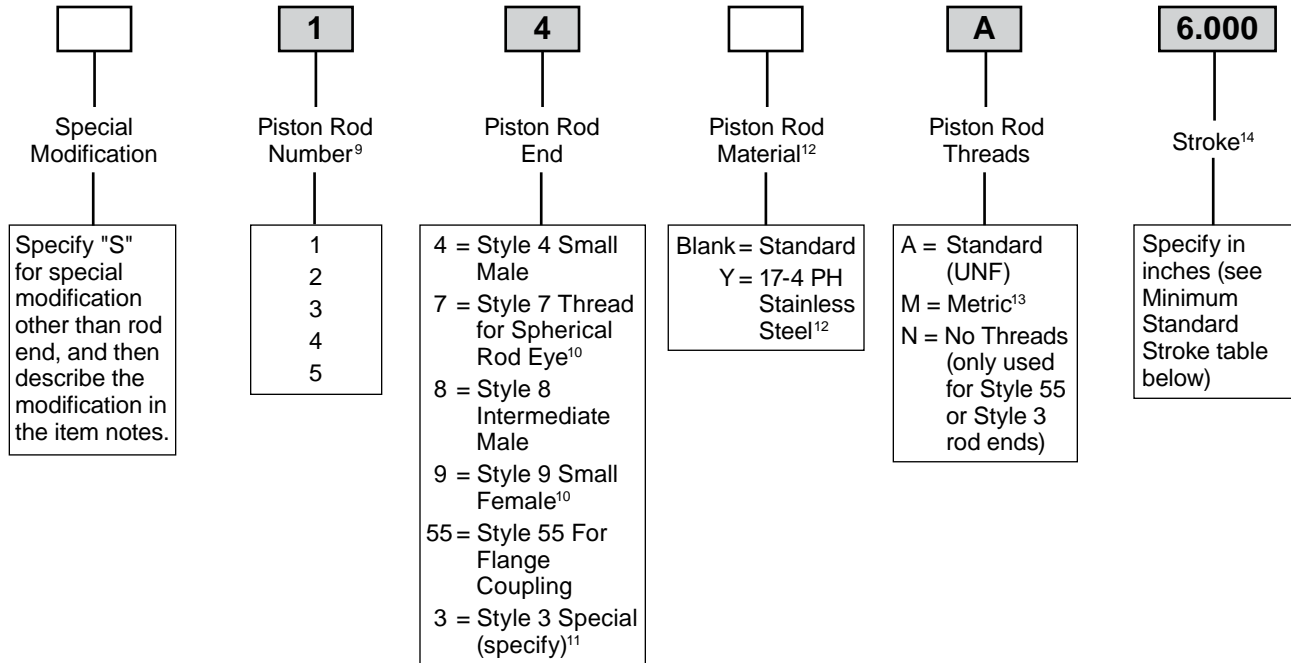 1
4
A
6.000
Special
Modification
Piston Rod
Number⁹
Piston Rod
End
Piston Rod
Material¹²
Piston Rod
Threads
Stroke¹⁴
Specify "S"
for special
modification
other than rod
end, and then
describe the
modification in
the item notes.
1
2
3
4
5
4 = Style 4 Small
Male
7 = Style 7 Thread
for Spherical
Rod Eye¹⁰
8 = Style 8
Intermediate
Male
9 = Style 9 Small
Female¹⁰
55 = Style 55 For
Flange
Coupling
3 = Style 3 Special
(specify)¹¹
Blank = Standard
Y = 17-4 PH
Stainless
Steel¹²
A = Standard
(UNF)
M = Metric¹³
N = No Threads
(only used
for Style 55
or Style 3
rod ends)
Specify in
inches (see
Minimum
Standard
Stroke table
below)